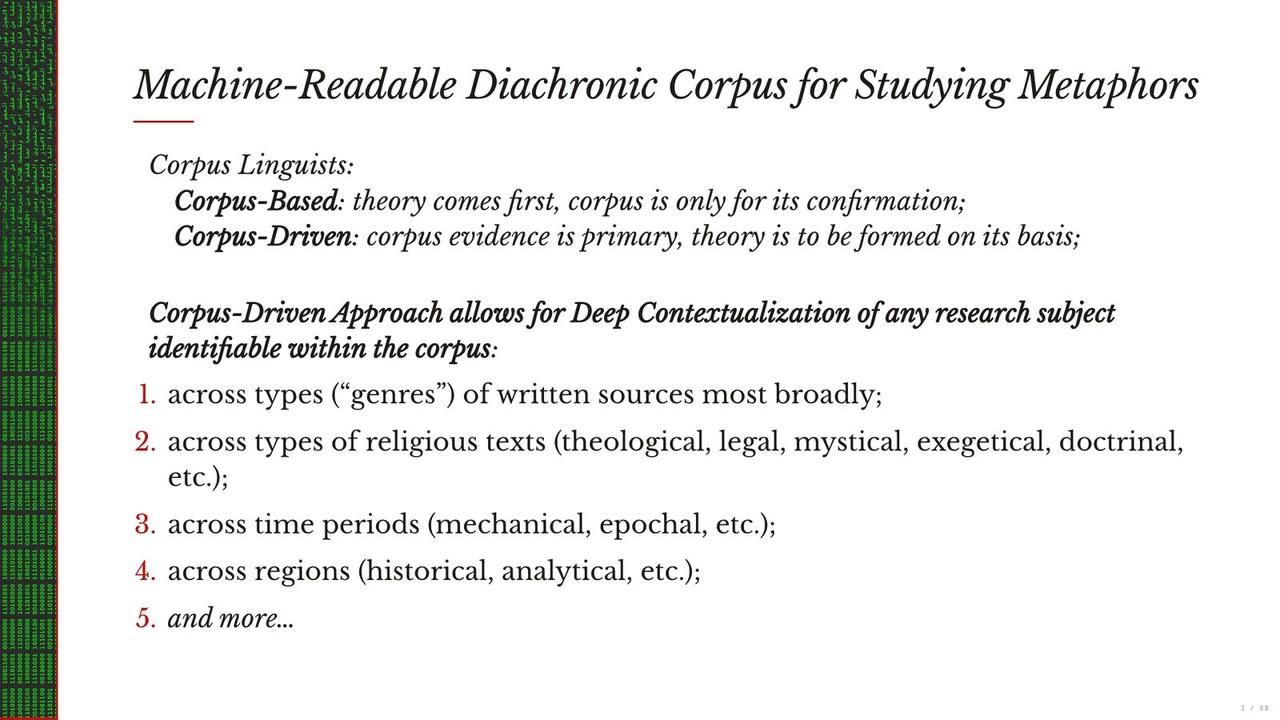 Machine-Readable Diachronic Corpus for Studying Metaphors
Corpus Linguists:
Corpus-Based: theory comes first, corpus is only for its confirmation;
Corpus-Driven: corpus evidence is primary, theory is to be formed on its basis;
Corpus-Driven Approach allows for Deep Contextualization of any research subject
identifiable within the corpus:
1. across types (“genres”) of written sources most broadly;
2. across types of religious texts (theological, legal, mystical, exegetical, doctrinal,
etc.);
3. across time periods (mechanical, epochal, etc.);
4. across regions (historical, analytical, etc.);
5. and more…
3 / 68